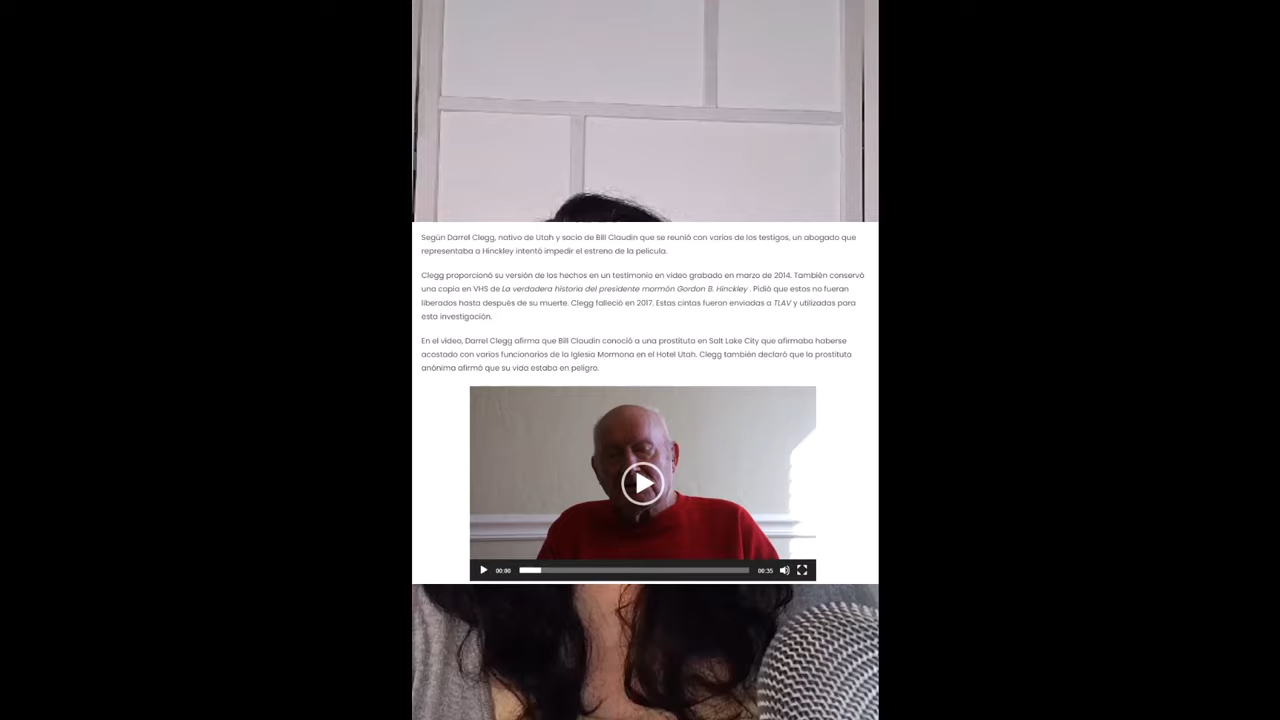 Según Darrel Clegg, nativo de Utah y socio de Bill Claudin que se reunió con varios de los testigos, un abogado que
representaba a Hinckley intentó impedir el estreno de la película.
Clegg proporcionó su versión de los hechos en un testimonio en video grabado en marzo de 2014. También conservó
una copia en VHS de La verdadera historia del presidente mormón Gordon B. Hinckley . Pidió que estos no fueran
liberados hasta después de su muerte. Clegg falleció en 2017. Estas cintas fueron enviadas a TLAV y utilizadas para
esta investigación.
En el video, Darrel Clegg afirma que Bill Claudin conoció a una prostituta en Salt Lake City que afirmaba haberse
acostado con varios funcionarios de la Iglesia Mormona en el Hotel Utah. Clegg también declaró que la prostituta
anónima afirmó que su vida estaba en peligro.
00:00 00:35